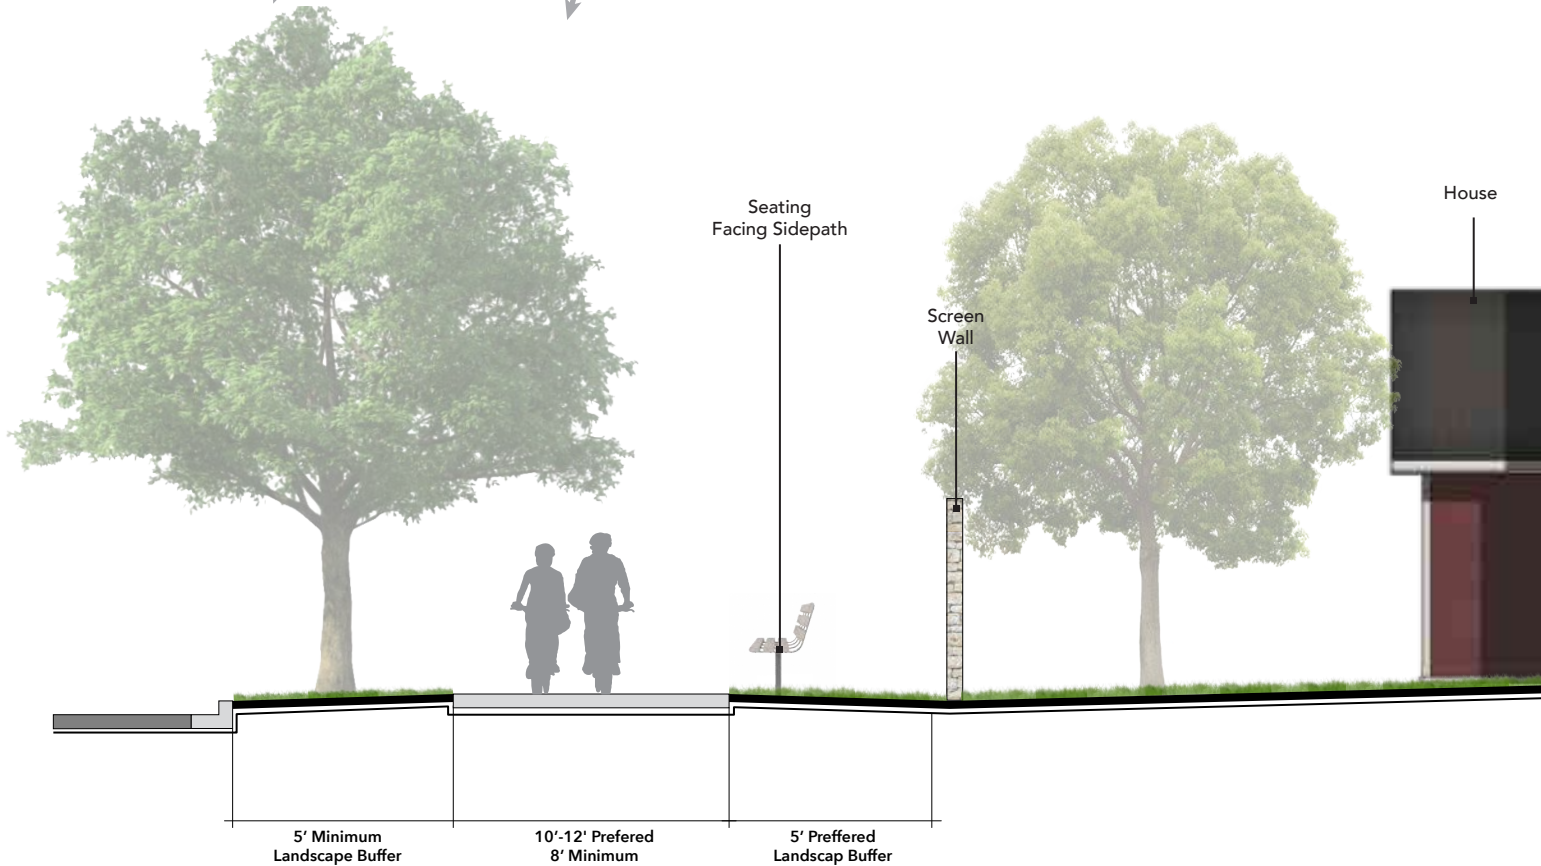 House
Seating
Facing Sidepath
Screen
Wall
5’ Minimum
Landscape Buffer
10’-12' Prefered
8’ Minimum
5’ Preffered
Landscap Buffer